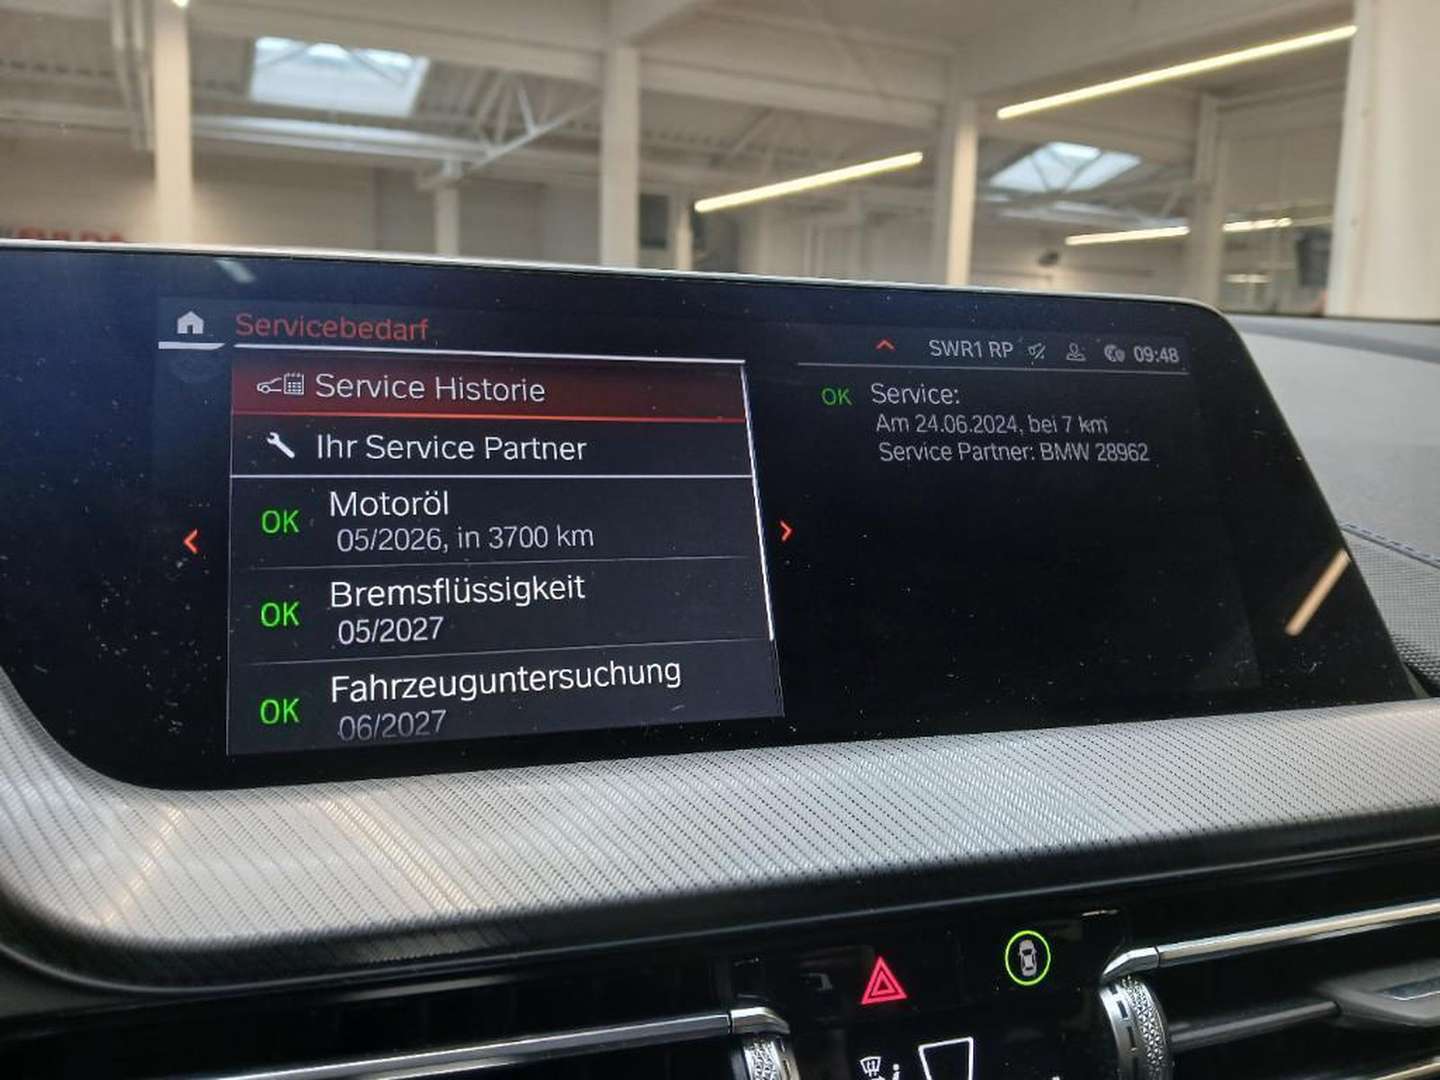 Servicebedarf
SWR1 RP 09:48
Service Historie
Ihr Service Partner
OK Motoröl
05/2026, in 3700 km
OK Bremsflüssigkeit
05/2027
OK Fahrzeuguntersuchung
06/2027
OK Service:
Am 24.06.2024, bei 7 km
Service Partner: BMW 28962